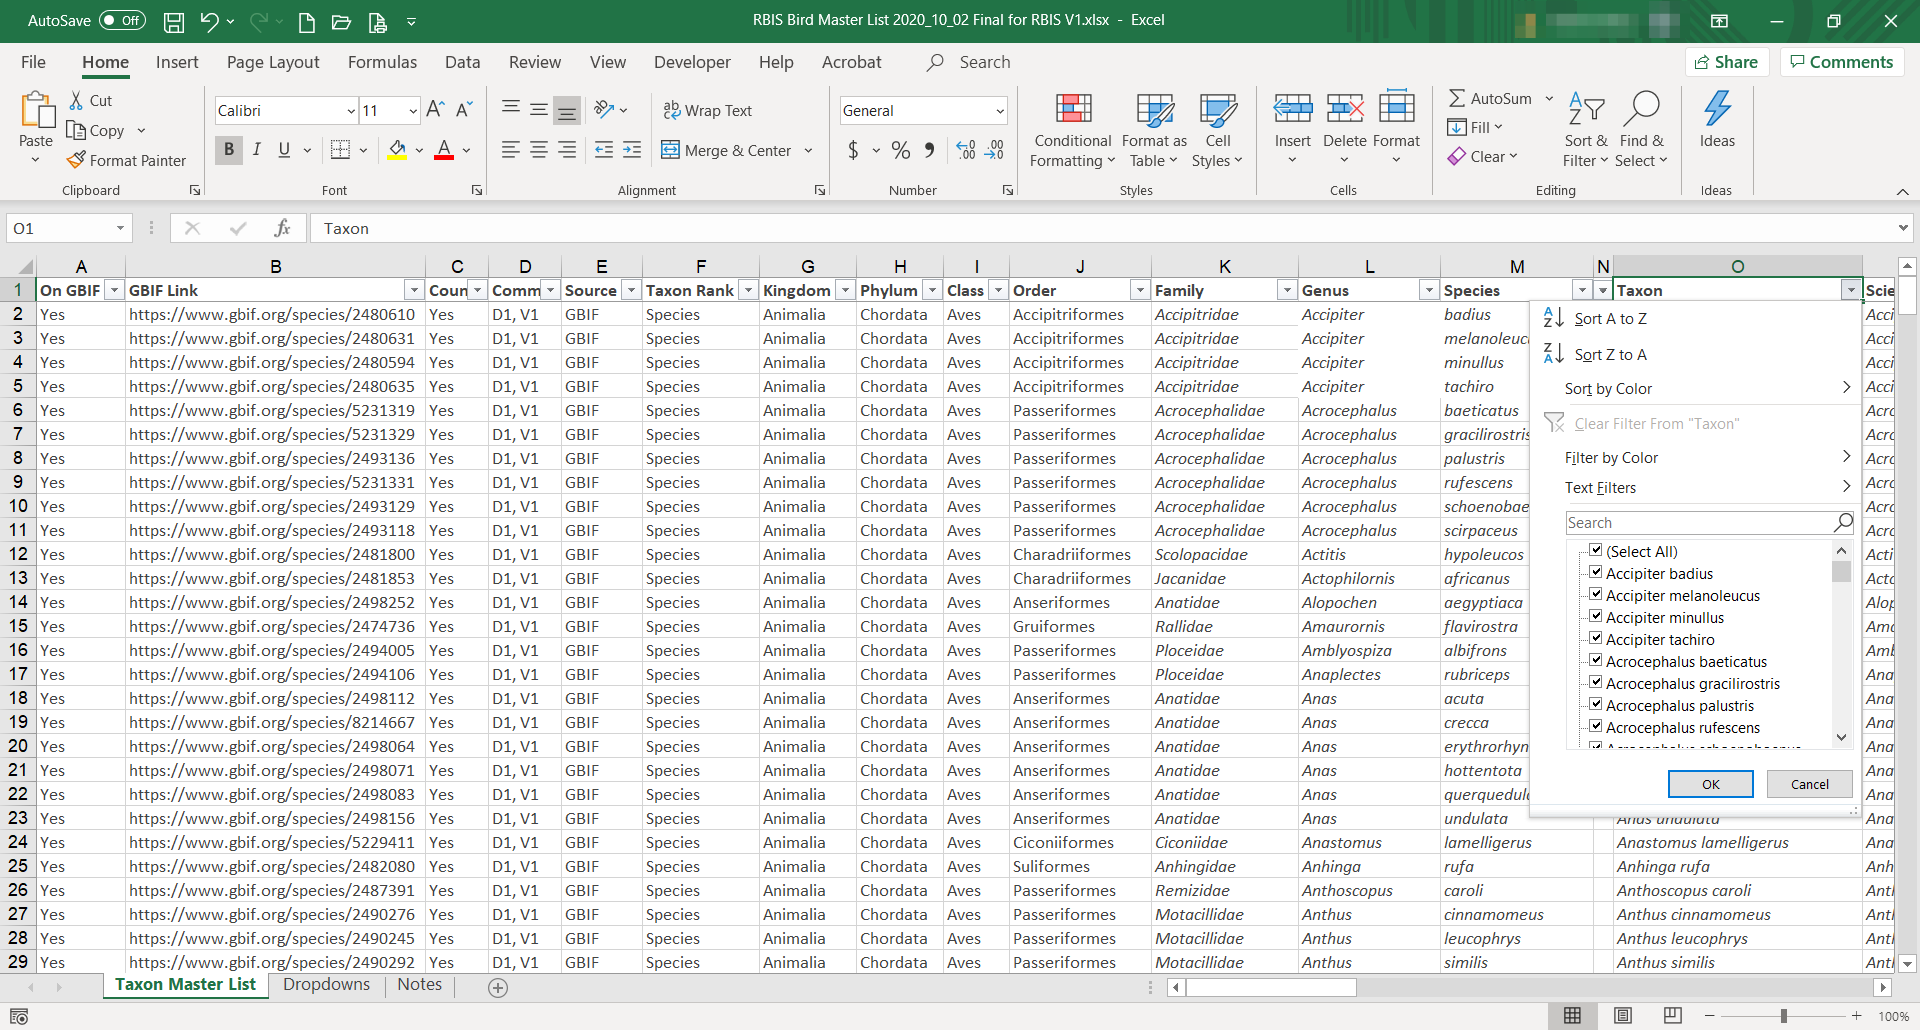 AutoSave Off RBIS Bird Master List 2020_10_02 Final for RBIS V1.xlsx - Excel
File Home Insert Page Layout Formulas Data Review View Developer Help Acrobat Search Share Comments
Paste Cut Copy Format Painter Clipboard
Calibri 11 B I U A Font
Wrap Text Merge & Center Alignment
General $ % Number
Conditional Formatting Format as Table Cell Styles Styles
Insert Delete Format Cells
AutoSum Fill Clear Sort & Filter Find & Select Editing
Ideas Ideas
O1 fx Taxon
A B C D E F G H I J K L M N O
1 On GBIF GBIF Link Coun Comm Source Taxon Rank Kingdom Phylum Class Order Family Genus Species Taxon Scie
2 Yes https://www.gbif.org/species/2480610 Yes D1, V1 GBIF Species Animalia Chordata Aves Accipitriformes Accipitridae Accipiter badius Acci
3 Yes https://www.gbif.org/species/2480631 Yes D1, V1 GBIF Species Animalia Chordata Aves Accipitriformes Accipitridae Accipiter melanoleuc Acci
4 Yes https://www.gbif.org/species/2480594 Yes D1, V1 GBIF Species Animalia Chordata Aves Accipitriformes Accipitridae Accipiter minullus Acci
5 Yes https://www.gbif.org/species/2480635 Yes D1, V1 GBIF Species Animalia Chordata Aves Accipitriformes Accipitridae Accipiter tachiro Acci
6 Yes https://www.gbif.org/species/5231319 Yes D1, V1 GBIF Species Animalia Chordata Aves Passeriformes Acrocephalidae Acrocephalus baeticatus Acro
7 Yes https://www.gbif.org/species/5231329 Yes D1, V1 GBIF Species Animalia Chordata Aves Passeriformes Acrocephalidae Acrocephalus gracilirostris Acro
8 Yes https://www.gbif.org/species/2493136 Yes D1, V1 GBIF Species Animalia Chordata Aves Passeriformes Acrocephalidae Acrocephalus palustris Acro
9 Yes https://www.gbif.org/species/5231331 Yes D1, V1 GBIF Species Animalia Chordata Aves Passeriformes Acrocephalidae Acrocephalus rufescens Acro
10 Yes https://www.gbif.org/species/2493129 Yes D1, V1 GBIF Species Animalia Chordata Aves Passeriformes Acrocephalidae Acrocephalus schoenobae Acro
11 Yes https://www.gbif.org/species/2493118 Yes D1, V1 GBIF Species Animalia Chordata Aves Passeriformes Acrocephalidae Acrocephalus scirpaceus Acro
12 Yes https://www.gbif.org/species/2481800 Yes D1, V1 GBIF Species Animalia Chordata Aves Charadriiformes Scolopacidae Actitis hypoleucos Acti
13 Yes https://www.gbif.org/species/2481853 Yes D1, V1 GBIF Species Animalia Chordata Aves Charadriiformes Jacanidae Actophilornis africanus Acto
14 Yes https://www.gbif.org/species/2498252 Yes D1, V1 GBIF Species Animalia Chordata Aves Anseriformes Anatidae Alopochen aegyptiaca Alop
15 Yes https://www.gbif.org/species/2474736 Yes D1, V1 GBIF Species Animalia Chordata Aves Gruiformes Rallidae Amaurornis flavirostra Ama
16 Yes https://www.gbif.org/species/2494005 Yes D1, V1 GBIF Species Animalia Chordata Aves Passeriformes Ploceidae Amblyospiza albifrons Amb
17 Yes https://www.gbif.org/species/2494106 Yes D1, V1 GBIF Species Animalia Chordata Aves Passeriformes Ploceidae Anaplectes rubriceps Ana
18 Yes https://www.gbif.org/species/2498112 Yes D1, V1 GBIF Species Animalia Chordata Aves Anseriformes Anatidae Anas acuta Ana
19 Yes https://www.gbif.org/species/8214667 Yes D1, V1 GBIF Species Animalia Chordata Aves Anseriformes Anatidae Anas crecca Ana
20 Yes https://www.gbif.org/species/2498064 Yes D1, V1 GBIF Species Animalia Chordata Aves Anseriformes Anatidae Anas erythrorhyn Ana
21 Yes https://www.gbif.org/species/2498071 Yes D1, V1 GBIF Species Animalia Chordata Aves Anseriformes Anatidae Anas hottentota Ana
22 Yes https://www.gbif.org/species/2498083 Yes D1, V1 GBIF Species Animalia Chordata Aves Anseriformes Anatidae Anas querquedula Ana
23 Yes https://www.gbif.org/species/2498156 Yes D1, V1 GBIF Species Animalia Chordata Aves Anseriformes Anatidae Anas undulata Anas undulata Ana
24 Yes https://www.gbif.org/species/5229411 Yes D1, V1 GBIF Species Animalia Chordata Aves Ciconiiformes Ciconiidae Anastomus lamelligerus Anastomus lamelligerus Ana
25 Yes https://www.gbif.org/species/2482080 Yes D1, V1 GBIF Species Animalia Chordata Aves Suliformes Anhingidae Anhinga rufa Anhinga rufa Anh
26 Yes https://www.gbif.org/species/2487391 Yes D1, V1 GBIF Species Animalia Chordata Aves Passeriformes Remizidae Anthoscopus caroli Anthoscopus caroli Antl
27 Yes https://www.gbif.org/species/2490276 Yes D1, V1 GBIF Species Animalia Chordata Aves Passeriformes Motacillidae Anthus cinnamomeus Anthus cinnamomeus Antl
28 Yes https://www.gbif.org/species/2490245 Yes D1, V1 GBIF Species Animalia Chordata Aves Passeriformes Motacillidae Anthus leucophrys Anthus leucophrys Antl
29 Yes https://www.gbif.org/species/2490292 Yes D1, V1 GBIF Species Animalia Chordata Aves Passeriformes Motacillidae Anthus similis Anthus similis Antl
Sort A to Z
Sort Z to A
Sort by Color
Clear Filter From "Taxon"
Filter by Color
Text Filters
Search
(Select All)
Accipiter badius
Accipiter melanoleucus
Accipiter minullus
Accipiter tachiro
Acrocephalus baeticatus
Acrocephalus gracilirostris
Acrocephalus palustris
Acrocephalus rufescens
Acrocephalus schoenobaenus
OK Cancel
Taxon Master List Dropdowns Notes
100%